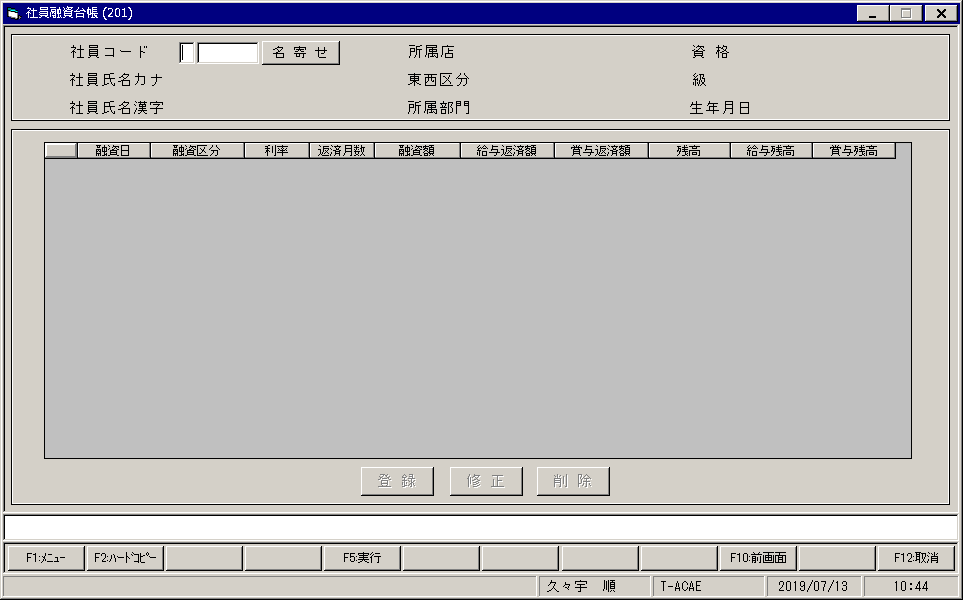 社員融資台帳 (201)
社員コード 名 寄 せ 所属店 資 格
社員氏名カナ 東西区分 級
社員氏名漢字 所属部門 生年月日
融資日 融資区分 利率 返済月数 融資額 給与返済額 賞与返済額 残高 給与残高 賞与残高
登 録 修 正 削 除
F1:ﾒﾆｭｰ F2:ﾊｰﾄﾞｺﾋﾟｰ F5:実行 F10:前画面 F12:取消
久々宇 順 T-ACAE 2019/07/13 10:44